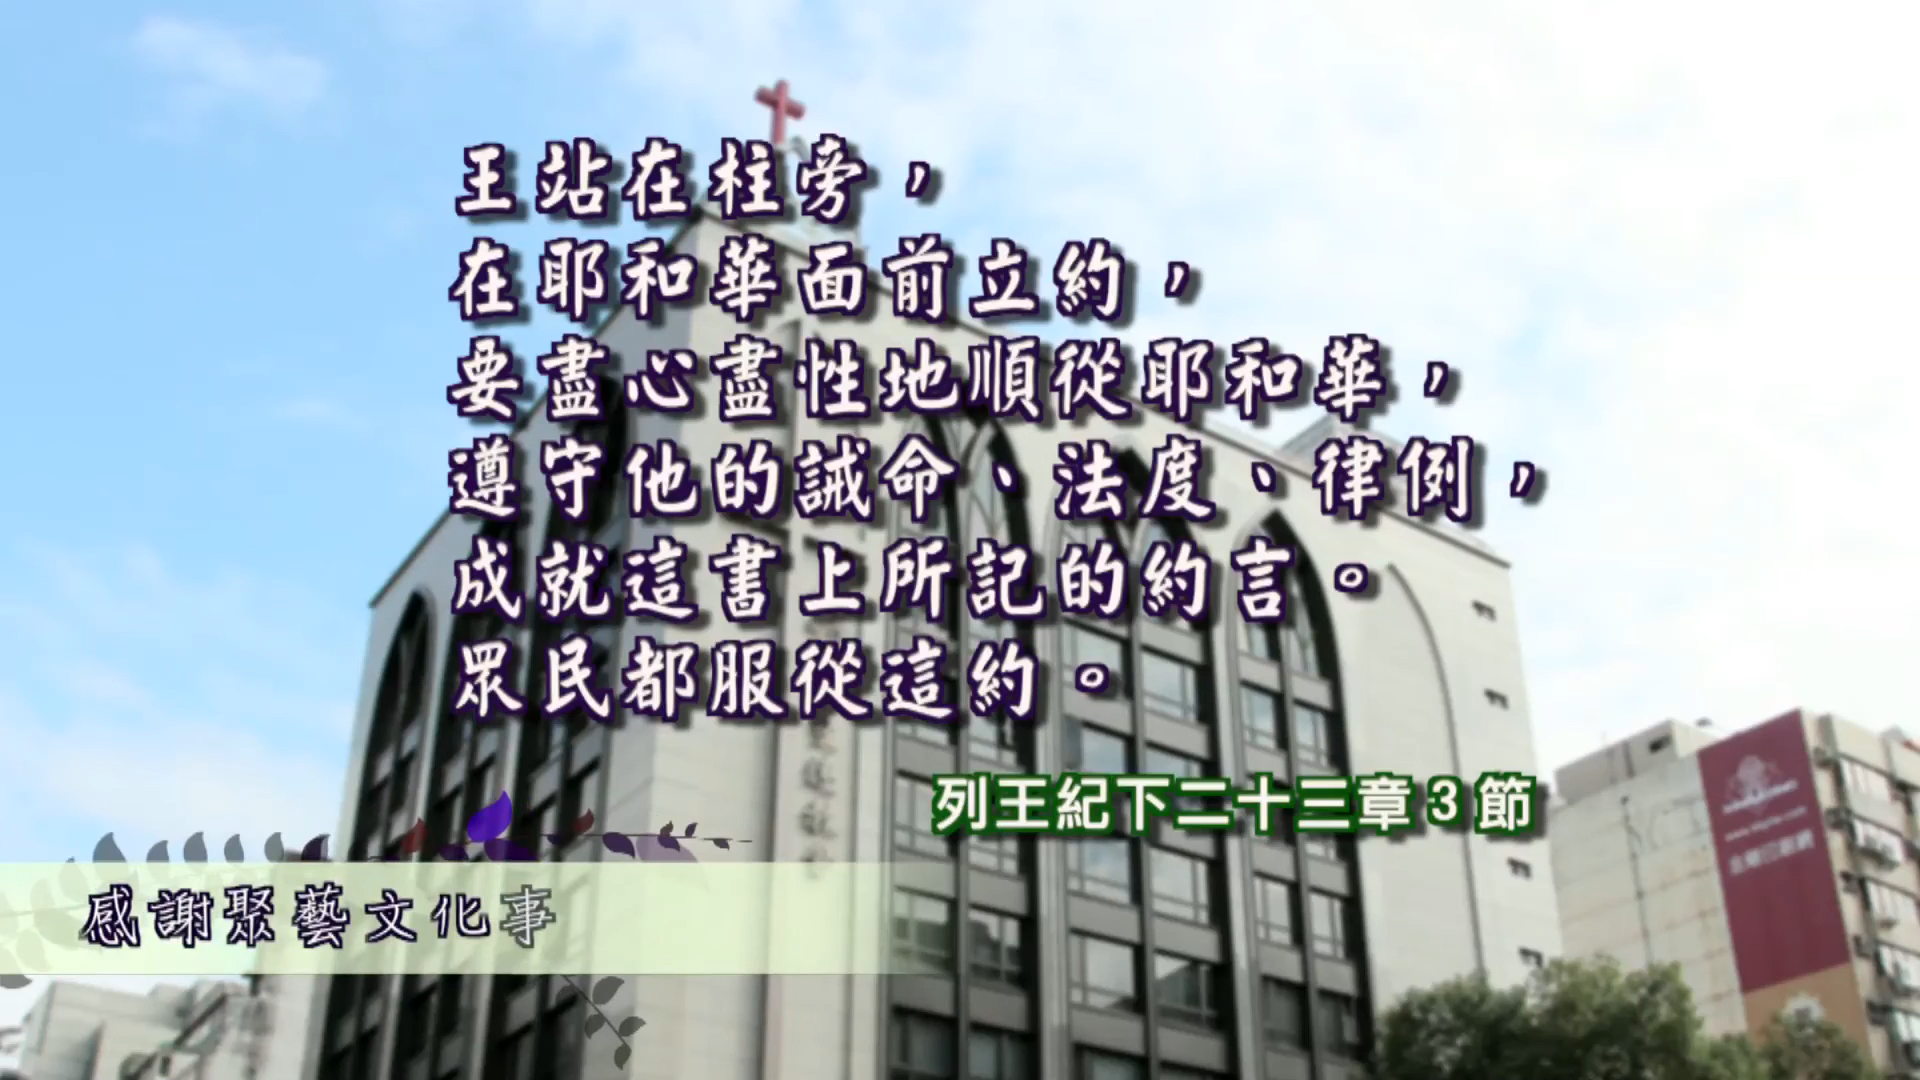 王站在柱旁，
在耶和華面前立約，
要盡心盡性地順從耶和華，
遵守他的誡命、法度、律例，
成就這書上所記的約言。
眾民都服從這約。
列王紀下二十三章3節
感謝聚藝文化事